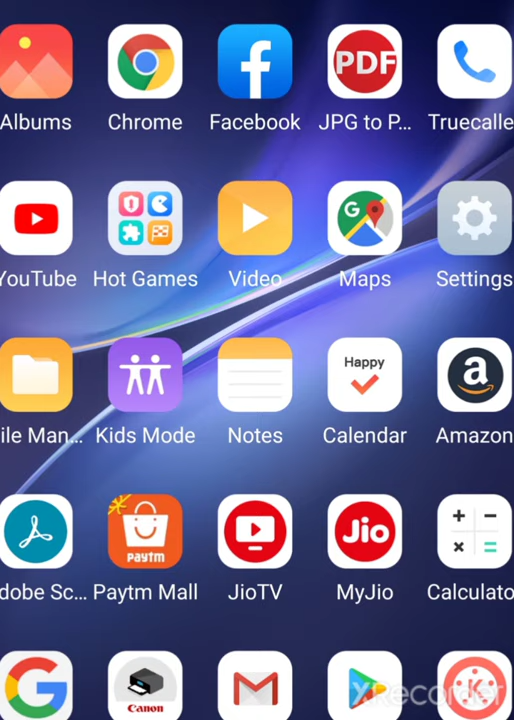 PDF
Albums
Chrome
Facebook
JPG to P...
Truecalle
YouTube
Hot Games
Video
Maps
Settings
Happy
ile Man...
Kids Mode
Notes
Calendar
Amazon
paytm
Jio
dobe Sc...
Paytm Mall
JioTV
MyJio
Calculato
Canon
XRecorder